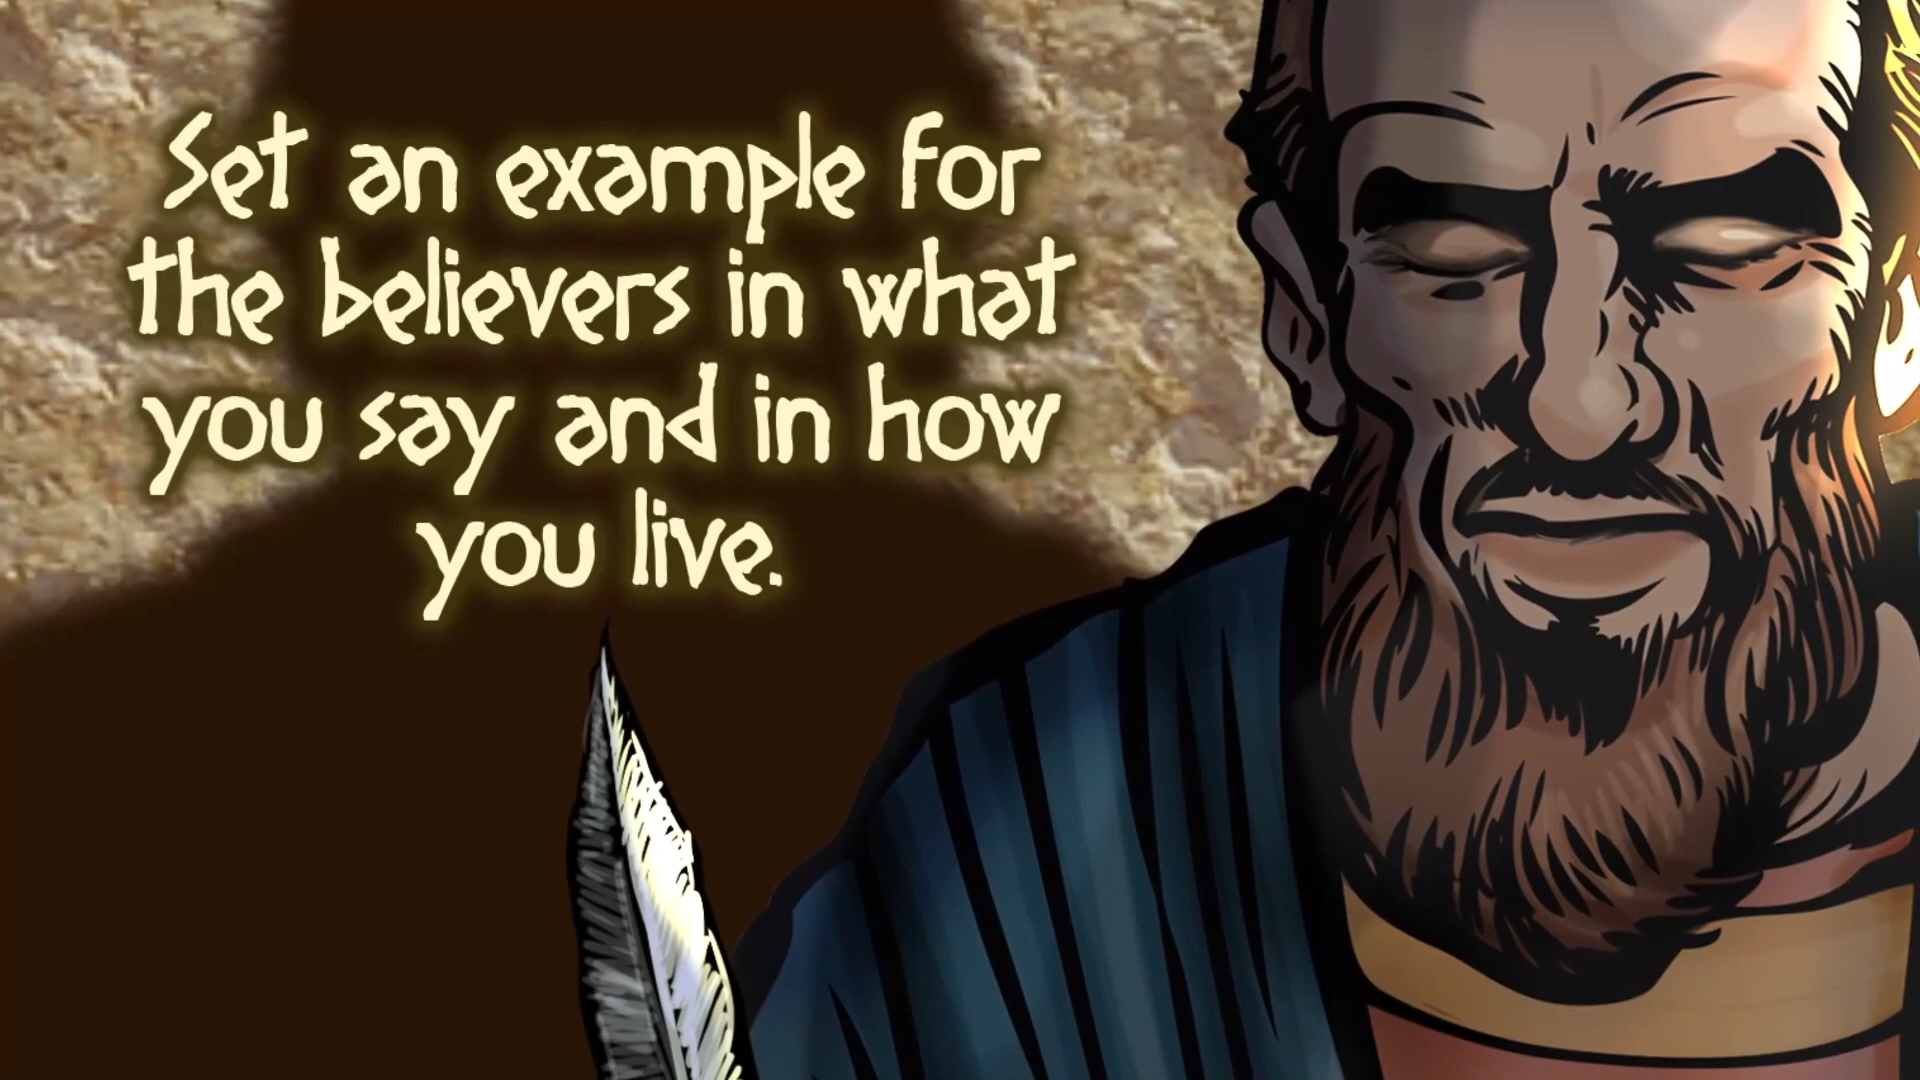 Set an example for
the believers in what
you say and in how
you live.